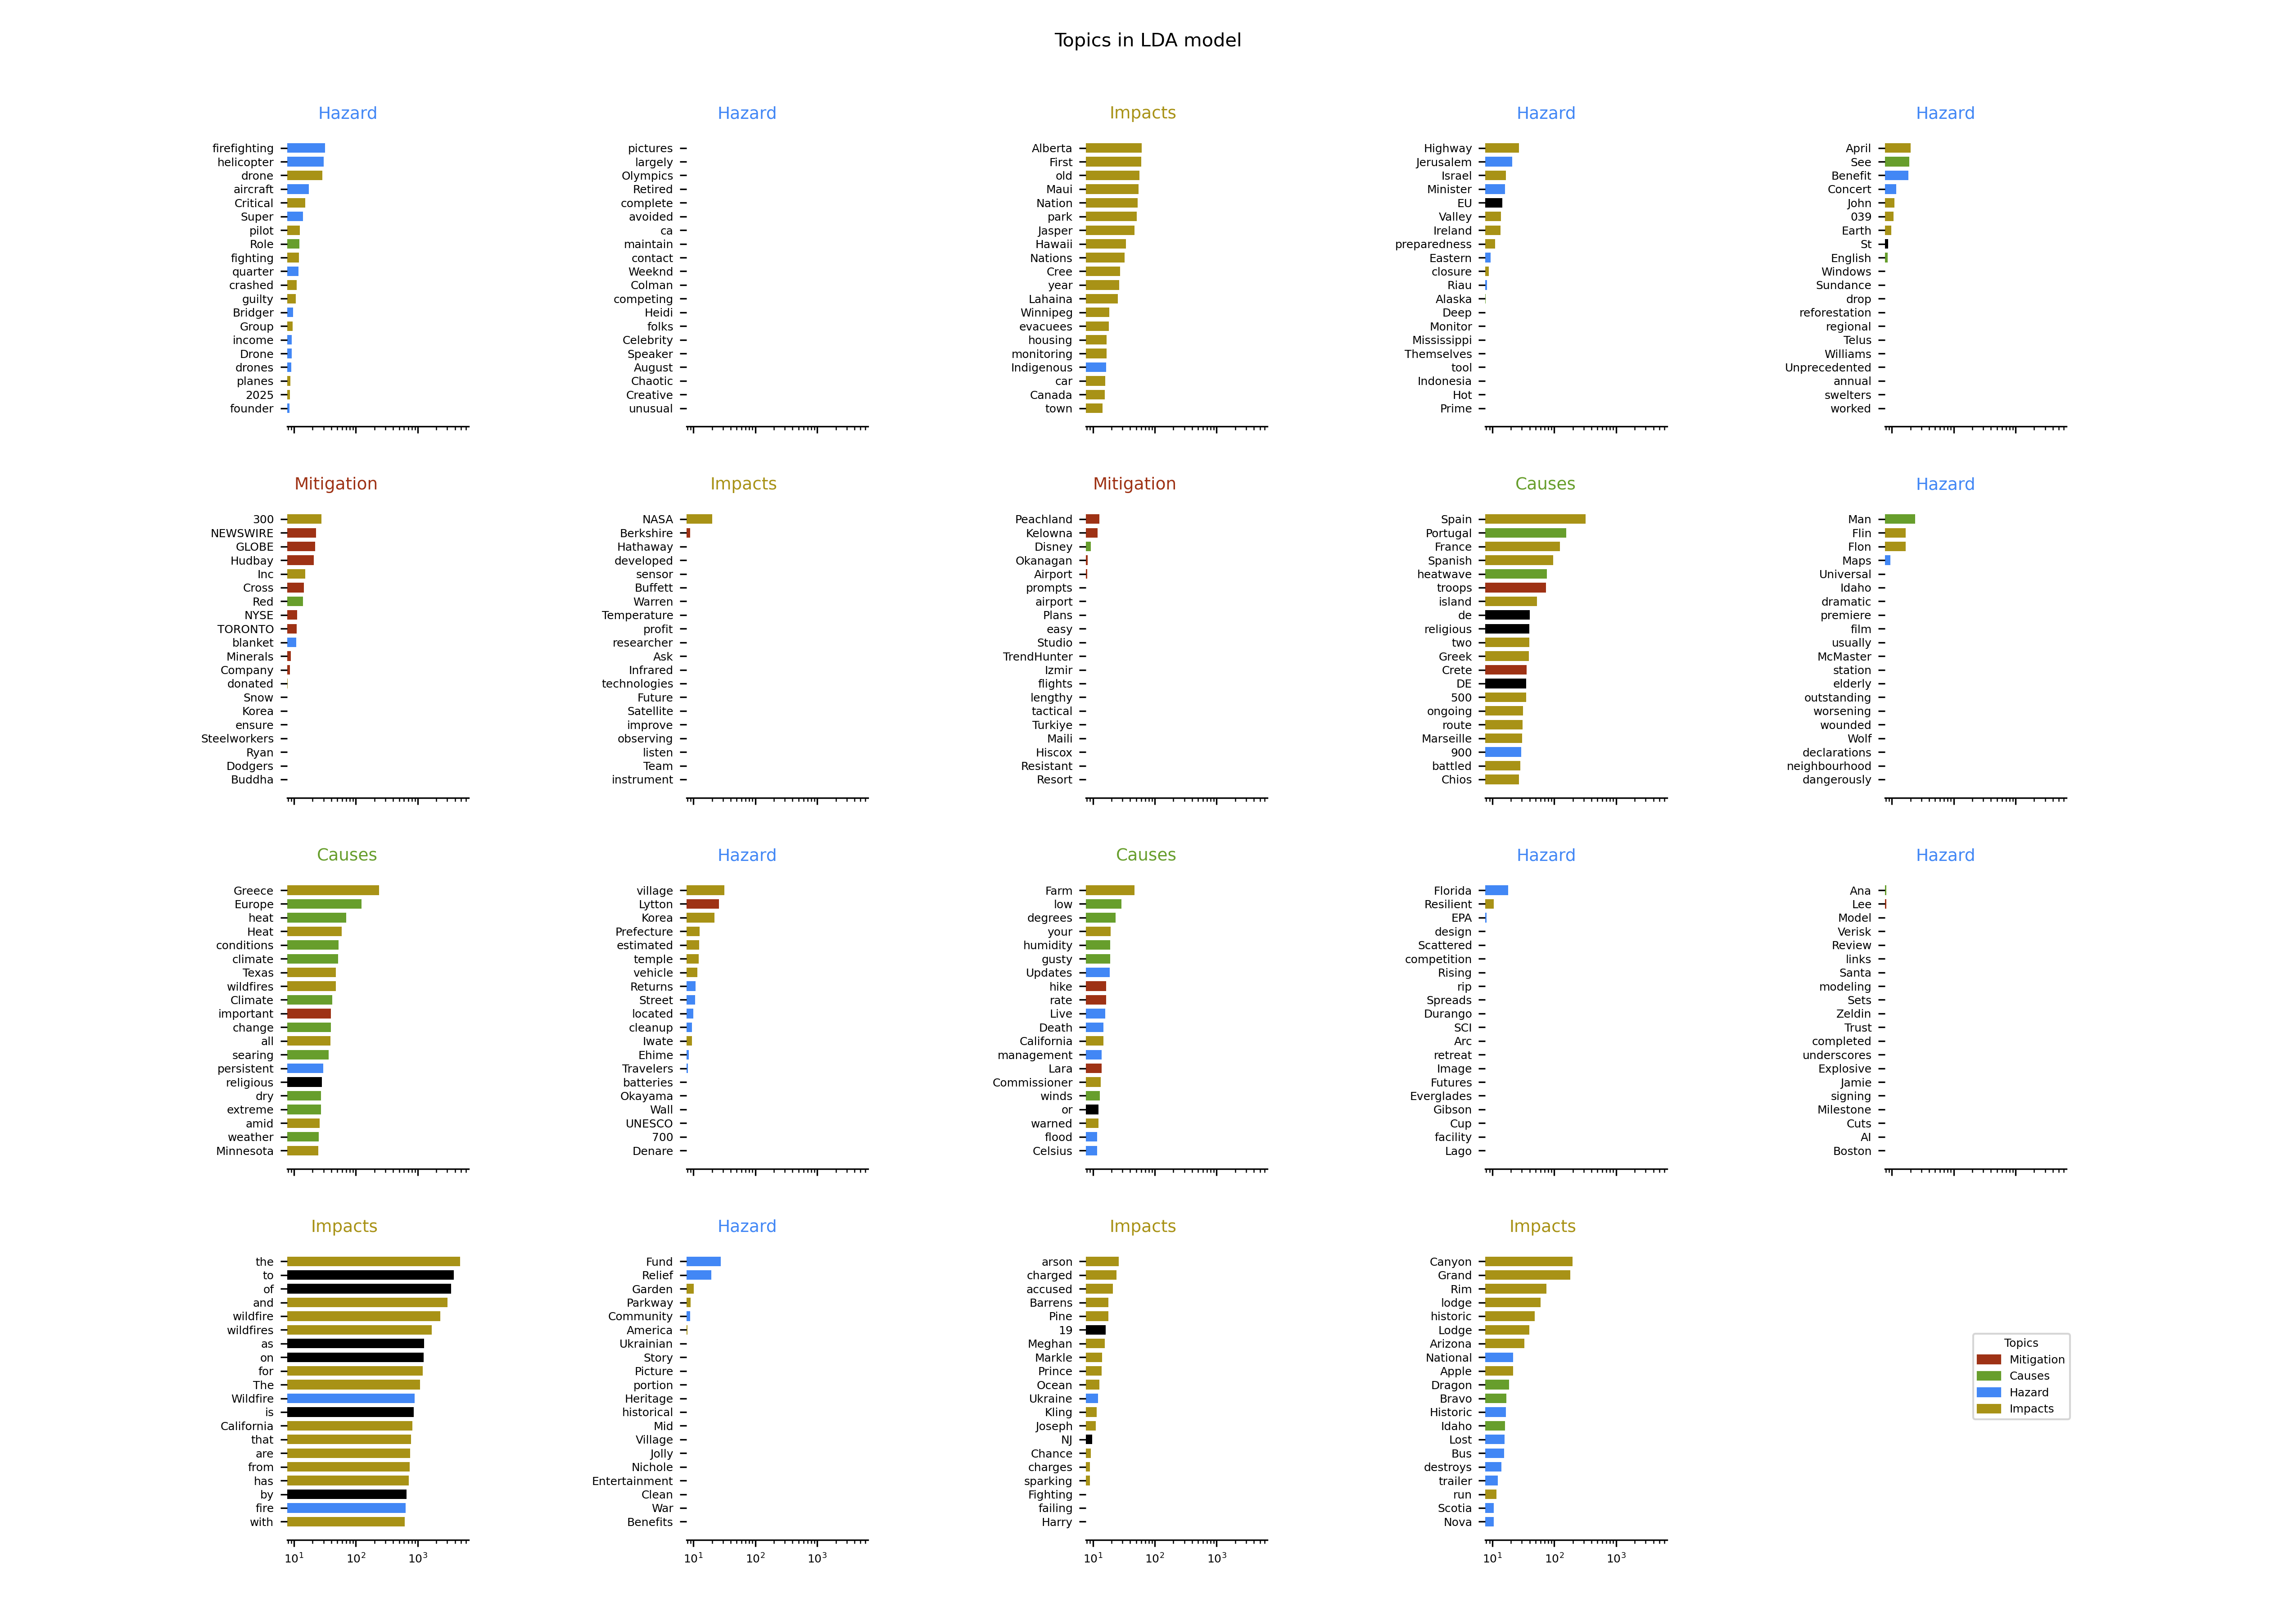 Topics in LDA model
Hazard
firefighting
helicopter
drone
aircraft
Critical
Super
pilot
Role
fighting
quarter
crashed
guilty
Bridger
Group
income
Drone
drones
planes
2025
founder
Hazard
pictures
largely
Olympics
Retired
complete
avoided
ca
maintain
contact
Weeknd
Colman
competing
Heidi
folks
Celebrity
Speaker
August
Chaotic
Creative
unusual
Impacts
Alberta
First
old
Maui
Nation
park
Jasper
Hawaii
Nations
Cree
year
Lahaina
Winnipeg
evacuees
housing
monitoring
Indigenous
car
Canada
town
Hazard
Highway
Jerusalem
Israel
Minister
EU
Valley
Ireland
preparedness
Eastern
closure
Riau
Alaska
Deep
Monitor
Mississippi
Themselves
tool
Indonesia
Hot
Prime
Hazard
April
See
Benefit
Concert
John
039
Earth
St
English
Windows
Sundance
drop
reforestation
regional
Telus
Williams
Unprecedented
annual
swelters
worked
Mitigation
300
NEWSWIRE
GLOBE
Hudbay
Inc
Cross
Red
NYSE
TORONTO
blanket
Minerals
Company
donated
Snow
Korea
ensure
Steelworkers
Ryan
Dodgers
Buddha
Impacts
NASA
Berkshire
Hathaway
developed
sensor
Buffett
Warren
Temperature
profit
researcher
Ask
Infrared
technologies
Future
Satellite
improve
observing
listen
Team
instrument
Mitigation
Peachland
Kelowna
Disney
Okanagan
Airport
prompts
airport
Plans
easy
Studio
TrendHunter
Izmir
flights
lengthy
tactical
Turkiye
Maili
Hiscox
Resistant
Resort
Causes
Spain
Portugal
France
Spanish
heatwave
troops
island
de
religious
two
Greek
Crete
DE
500
ongoing
route
Marseille
900
battled
Chios
Hazard
Man
Flin
Flon
Maps
Universal
Idaho
dramatic
premiere
film
usually
McMaster
station
elderly
outstanding
worsening
wounded
Wolf
declarations
neighbourhood
dangerously
Causes
Greece
Europe
heat
Heat
conditions
climate
Texas
wildfires
Climate
important
change
all
searing
persistent
religious
dry
extreme
amid
weather
Minnesota
Hazard
village
Lytton
Korea
Prefecture
estimated
temple
vehicle
Returns
Street
located
cleanup
Iwate
Ehime
Travelers
batteries
Okayama
Wall
UNESCO
700
Denare
Causes
Farm
low
degrees
your
humidity
gusty
Updates
hike
rate
Live
Death
California
management
Lara
Commissioner
winds
or
warned
flood
Celsius
Hazard
Florida
Resilient
EPA
design
Scattered
competition
Rising
rip
Spreads
Durango
SCI
Arc
retreat
Image
Futures
Everglades
Gibson
Cup
facility
Lago
Hazard
Ana
Lee
Model
Verisk
Review
links
Santa
modeling
Sets
Zeldin
Trust
completed
underscores
Explosive
Jamie
signing
Milestone
Cuts
AI
Boston
Impacts
the
to
of
and
wildfire
wildfires
as
on
for
The
Wildfire
is
California
that
are
from
has
by
fire
with
10¹ 10² 10³
Hazard
Fund
Relief
Garden
Parkway
Community
America
Ukrainian
Story
Picture
portion
Heritage
historical
Mid
Village
Jolly
Nichole
Entertainment
Clean
War
Benefits
10¹ 10² 10³
Impacts
arson
charged
accused
Barrens
Pine
19
Meghan
Markle
Prince
Ocean
Ukraine
Kling
Joseph
NJ
Chance
charges
sparking
Fighting
failing
Harry
10¹ 10² 10³
Impacts
Canyon
Grand
Rim
lodge
historic
Lodge
Arizona
National
Apple
Dragon
Bravo
Historic
Idaho
Lost
Bus
destroys
trailer
run
Scotia
Nova
10¹ 10² 10³
Topics
Mitigation
Causes
Hazard
Impacts